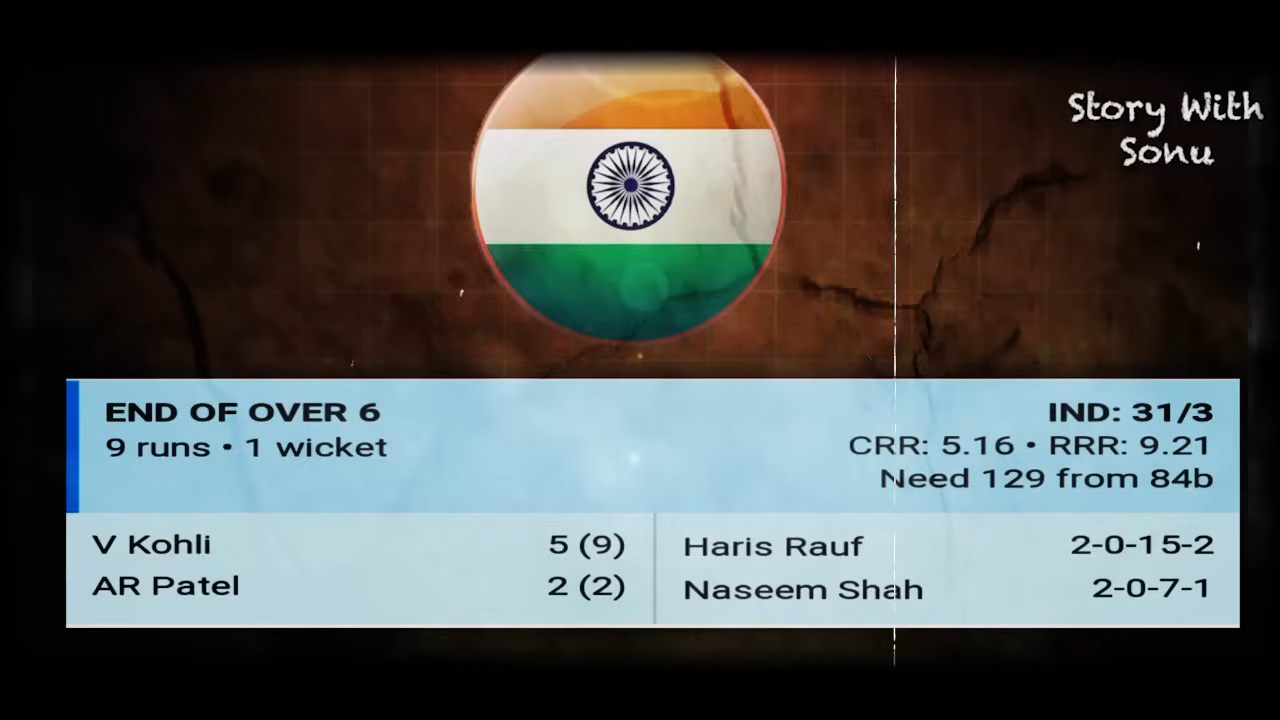 Story With
Sonu
END OF OVER 6
9 runs • 1 wicket
IND: 31/3
CRR: 5.16 • RRR: 9.21
Need 129 from 84b
V Kohli 5 (9)
AR Patel 2 (2)
Haris Rauf 2-0-15-2
Naseem Shah 2-0-7-1